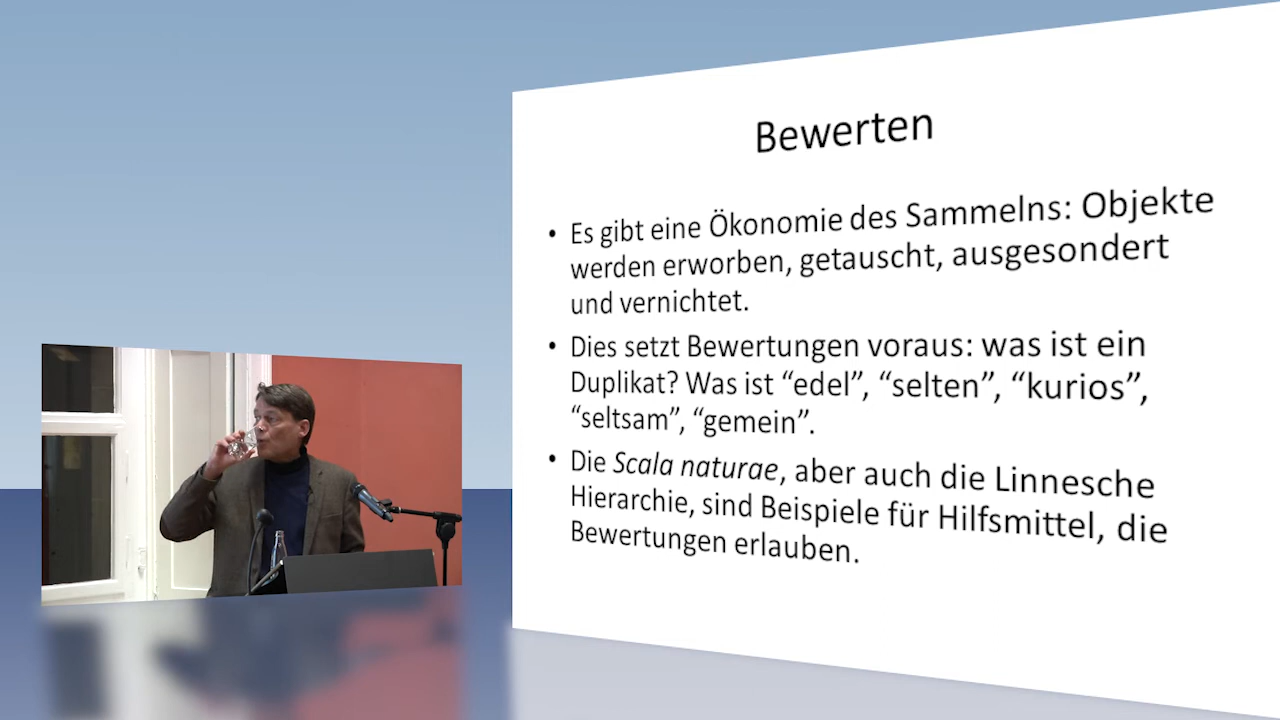 Bewerten
• Es gibt eine Ökonomie des Sammelns: Objekte
werden erworben, getauscht, ausgesondert
und vernichtet.
• Dies setzt Bewertungen voraus: was ist ein
Duplikat? Was ist “edel”, “selten”, “kurios”,
“seltsam”, “gemein”.
• Die Scala naturae, aber auch die Linnesche
Hierarchie, sind Beispiele für Hilfsmittel, die
Bewertungen erlauben.